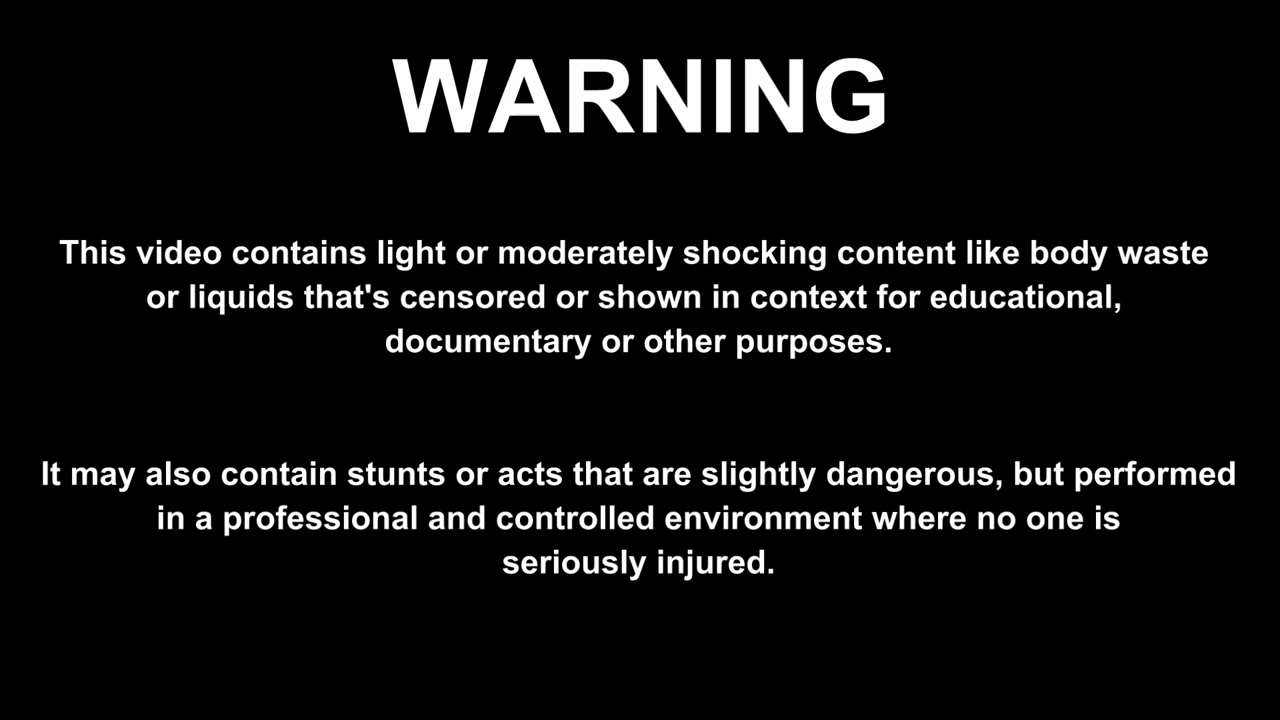 WARNING
This video contains light or moderately shocking content like body waste
or liquids that's censored or shown in context for educational,
documentary or other purposes.
It may also contain stunts or acts that are slightly dangerous, but performed
in a professional and controlled environment where no one is
seriously injured.